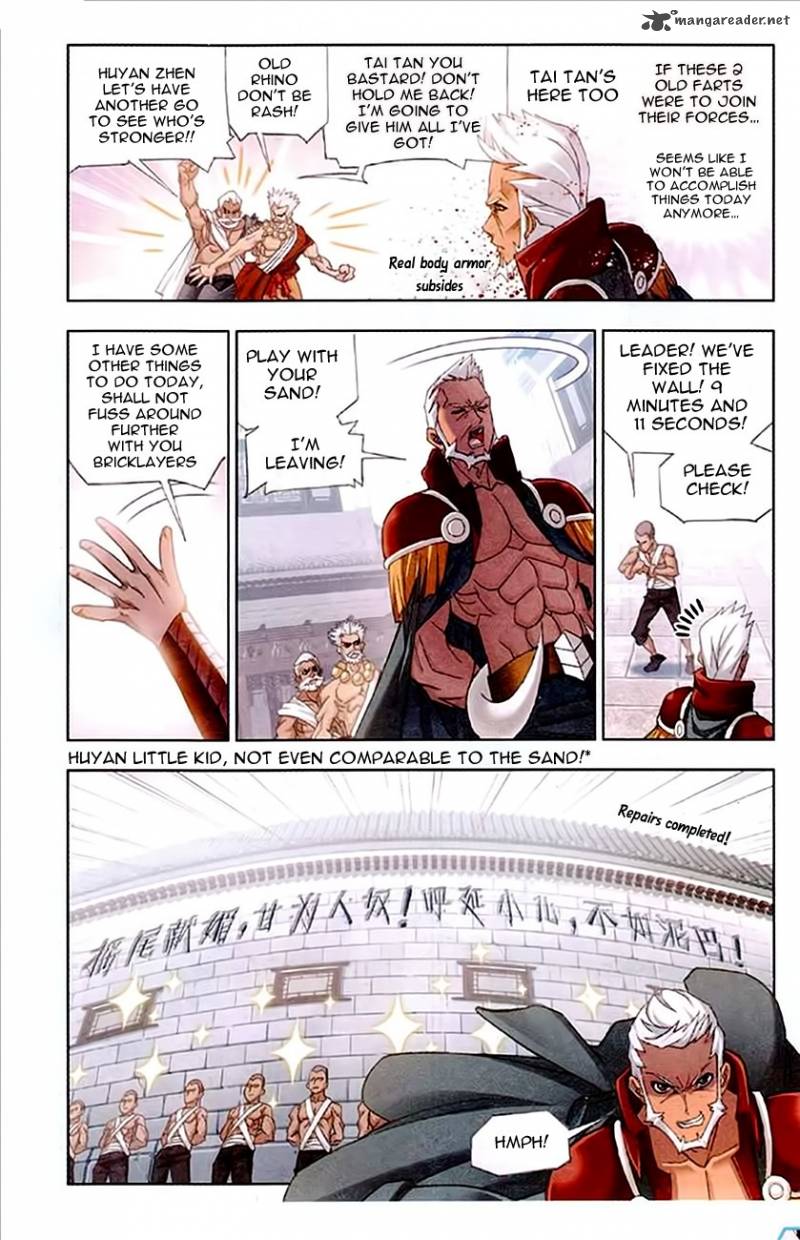 mangareader.net
HUYAN ZHEN
LET'S HAVE
ANOTHER GO
TO SEE WHO'S
STRONGER!!
OLD
RHINO
DON'T BE
RASH!
TAI TAN YOU
BASTARD! DON'T
HOLD ME BACK!
I'M GOING TO
GIVE HIM ALL I'VE
GOT!
TAI TAN'S
HERE TOO
IF THESE 2
OLD FARTS
WERE TO JOIN
THEIR FORCES...
SEEMS LIKE I
WON'T BE ABLE
TO ACCOMPLISH
THINGS TODAY
ANYMORE...
Real body armor
subsides
I HAVE SOME
OTHER THINGS
TO DO TODAY,
SHALL NOT
FUSS AROUND
FURTHER
WITH YOU
BRICKLAYERS
PLAY WITH
YOUR
SAND!
I'M
LEAVING!
LEADER! WE'VE
FIXED THE
WALL! 9
MINUTES AND
11 SECONDS!
PLEASE
CHECK!
HUYAN LITTLE KID, NOT EVEN COMPARABLE TO THE SAND!*
Repairs completed!
摇尾献媚,甘为人奴!呼延小儿,不如泥巴!
HMPH!